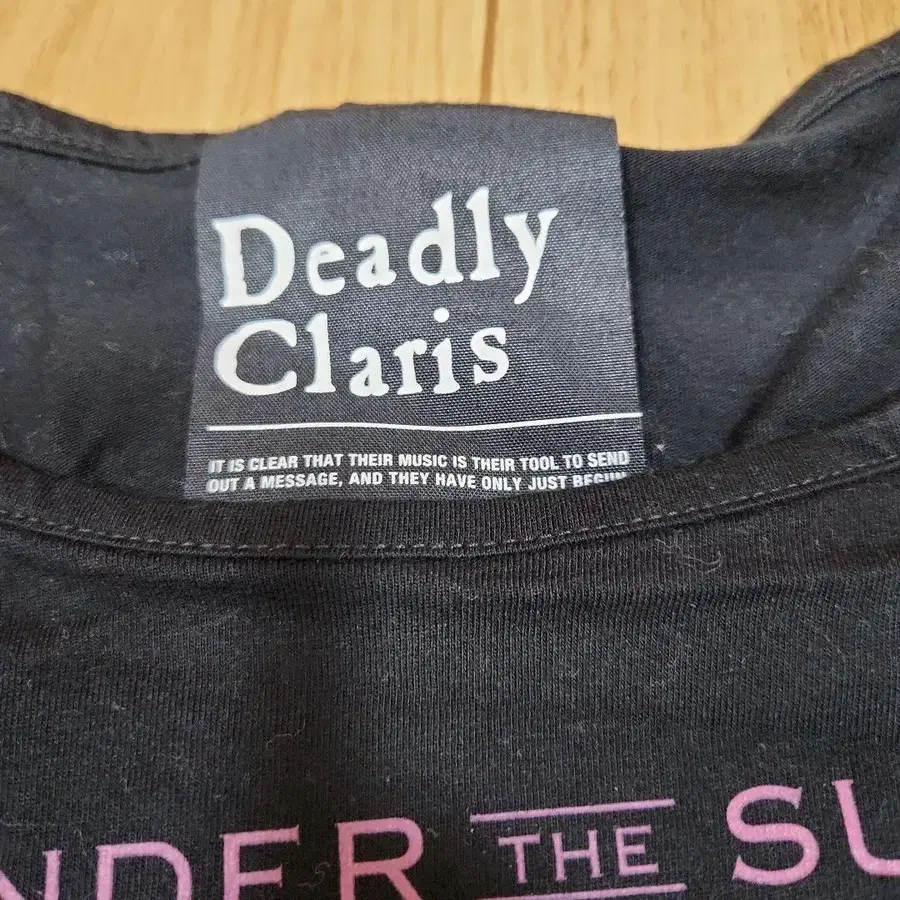 Deadly
Claris
IT IS CLEAR THAT THEIR MUSIC IS THEIR TOOL TO SEND
OUT A MESSAGE, AND THEY HAVE ONLY JUST BEGUN
THE